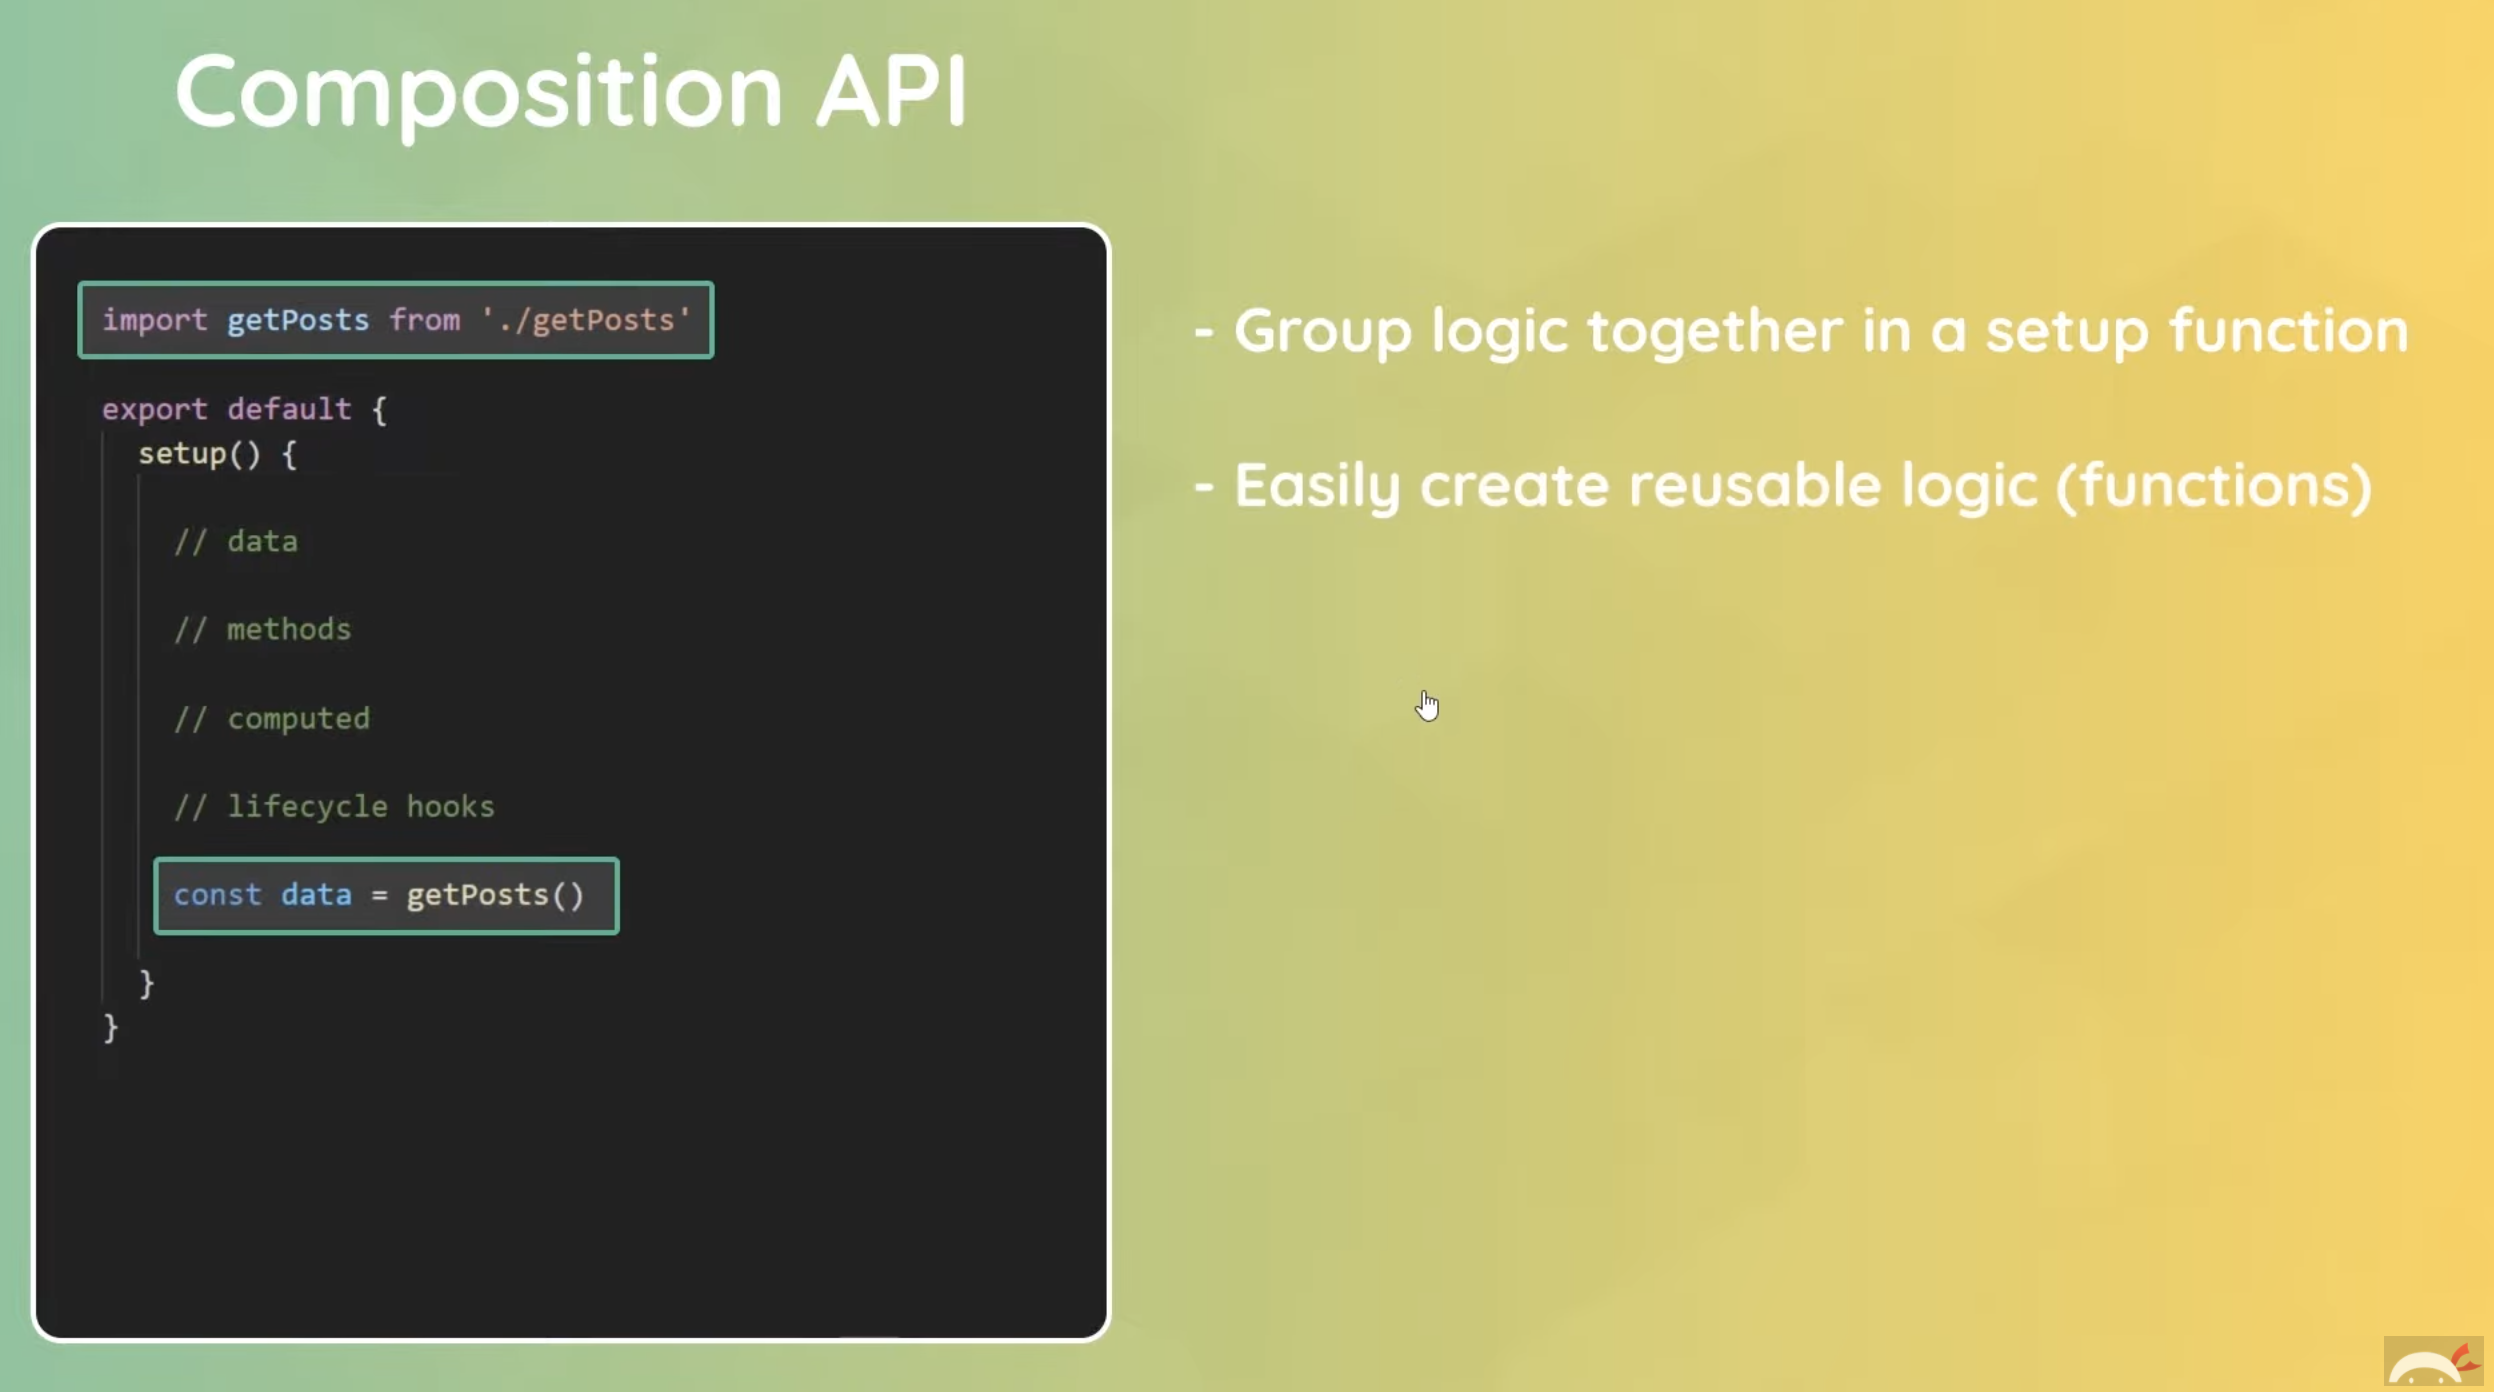 Composition API
import getPosts from './getPosts'
export default {
setup() {
// data
// methods
// computed
// lifecycle hooks
const data = getPosts()
}
}
- Group logic together in a setup function
- Easily create reusable logic (functions)